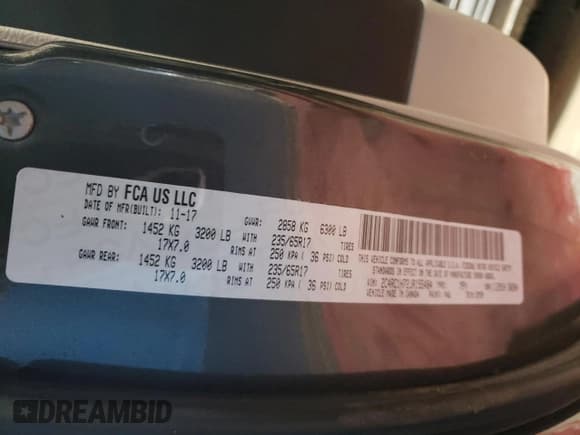 MFD BY FCA US LLC
DATE OF MFR(BUILT): 11-17 GVWR: 2858 KG 6300 LB
GAWR FRONT: 1452 KG 3200 LB WITH 235/65R17 TIRES
17X7.0 RIMS AT 250 KPA ( 36 PSI) COLD
GAWR REAR: 1452 KG 3200 LB WITH 235/65R17 TIRES
17X7.0 RIMS AT 250 KPA ( 36 PSI) COLD
THIS VEHICLE CONFORMS TO ALL APPLICABLE U.S.A. FEDERAL MOTOR VEHICLE SAFETY
STANDARDS IN EFFECT ON THE DATE OF MANUFACTURE SHOWN ABOVE.
VIN: TYPE: MPV
VEHICLE MADE IN CANADA PAINT:
DREAMBID